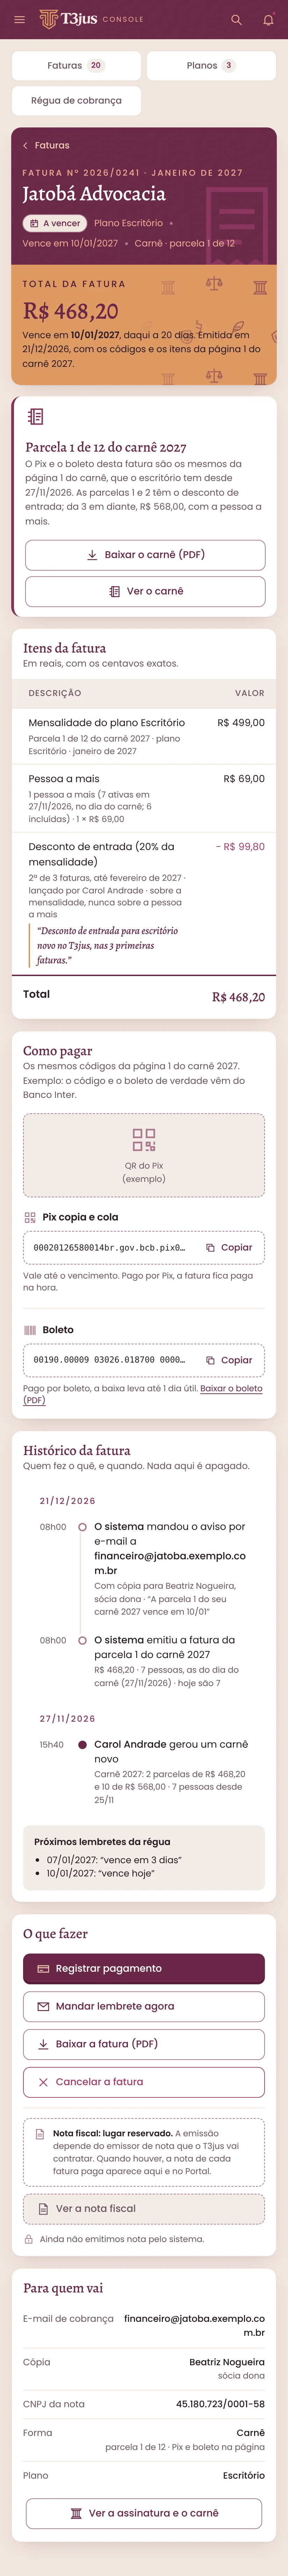 T3jus CONSOLE
Faturas 20
Planos 3
Régua de cobrança
Faturas
FATURA Nº 2026/0241 · JANEIRO DE 2027
Jatobá Advocacia
A vencer Plano Escritório •
Vence em 10/01/2027 • Carnê · parcela 1 de 12
TOTAL DA FATURA
R$ 468,20
Vence em 10/01/2027, daqui a 20 dias. Emitida em
21/12/2026, com os códigos e os itens da página 1 do
carnê 2027.
Parcela 1 de 12 do carnê 2027
O Pix e o boleto desta fatura são os mesmos da
página 1 do carnê, que o escritório tem desde
27/11/2026. As parcelas 1 e 2 têm o desconto de
entrada; da 3 em diante, R$ 568,00, com a pessoa a
mais.
Baixar o carnê (PDF)
Ver o carnê
Itens da fatura
Em reais, com os centavos exatos.
DESCRIÇÃO VALOR
Mensalidade do plano Escritório R$ 499,00
Parcela 1 de 12 do carnê 2027 · plano
Escritório · janeiro de 2027
Pessoa a mais R$ 69,00
1 pessoa a mais (7 ativas em
27/11/2026, no dia do carnê; 6
incluídas) · 1 × R$ 69,00
Desconto de entrada (20% da
mensalidade) - R$ 99,80
2ª de 3 faturas, até fevereiro de 2027 ·
lançado por Carol Andrade · sobre a
mensalidade, nunca sobre a pessoa
a mais
“Desconto de entrada para escritório
novo no T3jus, nas 3 primeiras
faturas.”
Total R$ 468,20
Como pagar
Os mesmos códigos da página 1 do carnê 2027.
Exemplo: o código e o boleto de verdade vêm do
Banco Inter.
QR do Pix
(exemplo)
Pix copia e cola
00020126580014br.gov.bcb.pix0… Copiar
Vale até o vencimento. Pago por Pix, a fatura fica paga
na hora.
Boleto
00190.00009 03026.018700 0000… Copiar
Pago por boleto, a baixa leva até 1 dia útil. Baixar o boleto
(PDF)
Histórico da fatura
Quem fez o quê, e quando. Nada aqui é apagado.
21/12/2026
08h00 O sistema mandou o aviso por
e-mail a
financeiro@jatoba.exemplo.co
m.br
Com cópia para Beatriz Nogueira,
sócia dona · “A parcela 1 do seu
carnê 2027 vence em 10/01”
08h00 O sistema emitiu a fatura da
parcela 1 do carnê 2027
R$ 468,20 · 7 pessoas, as do dia do
carnê (27/11/2026) · hoje são 7
27/11/2026
15h40 Carol Andrade gerou um carnê
novo
Carnê 2027: 2 parcelas de R$ 468,20
e 10 de R$ 568,00 · 7 pessoas desde
25/11
Próximos lembretes da régua
• 07/01/2027: “vence em 3 dias”
• 10/01/2027: “vence hoje”
O que fazer
Registrar pagamento
Mandar lembrete agora
Baixar a fatura (PDF)
Cancelar a fatura
Nota fiscal: lugar reservado. A emissão
depende do emissor de nota que o T3jus vai
contratar. Quando houver, a nota de cada
fatura paga aparece aqui e no Portal.
Ver a nota fiscal
Ainda não emitimos nota pelo sistema.
Para quem vai
E-mail de cobrança financeiro@jatoba.exemplo.co
m.br
Cópia Beatriz Nogueira
sócia dona
CNPJ da nota 45.180.723/0001-58
Forma Carnê
parcela 1 de 12 · Pix e boleto na página
Plano Escritório
Ver a assinatura e o carnê